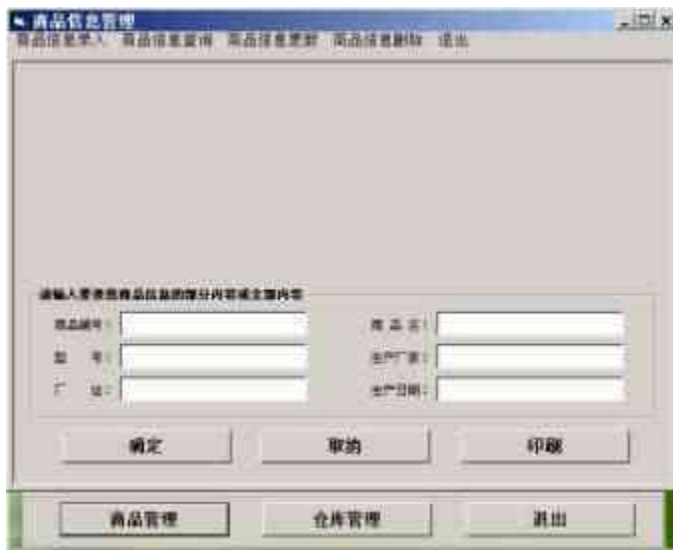 商品信息管理
商品信息录入 商品信息查询 商品信息更新 商品信息删除 退出
请输入要查询商品信息的部分内容或全部内容
商品编号： 商 品 名：
型 号： 生产厂家：
厂 址： 生产日期：
确定 取消 印刷
商品管理 仓库管理 退出